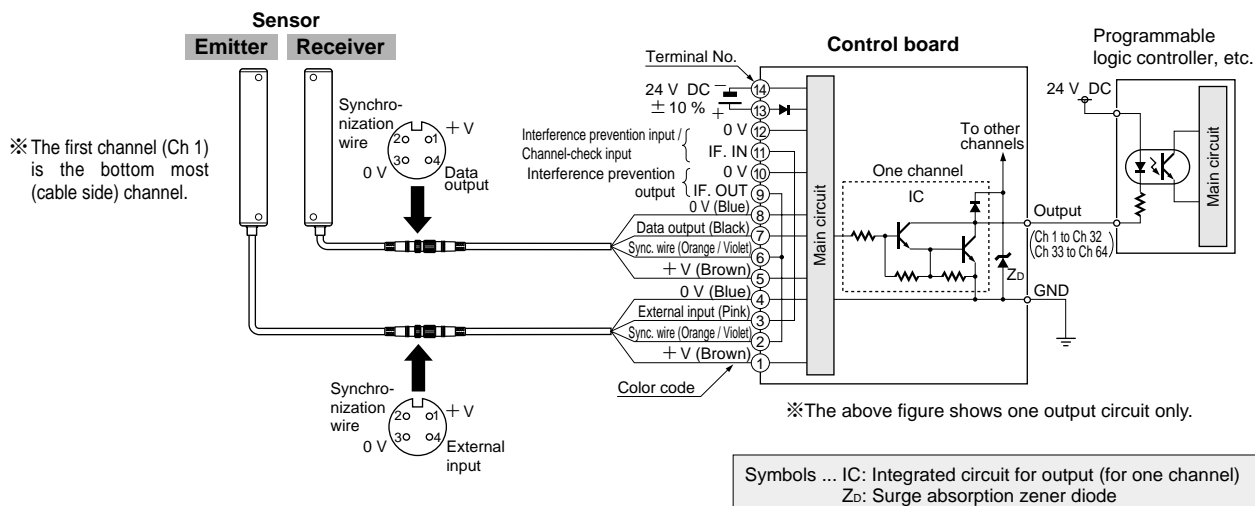 Sensor
Emitter
Receiver
※ The first channel (Ch 1)
is the bottom most
(cable side) channel.
Synchro-
nization
wire
+ V
2 1
3 4
0 V
Data
output
Synchro-
nization
wire
+ V
2 1
3 4
0 V
External
input
Terminal No.
24 V DC −
± 10 % +
14
13
0 V 12
Interference prevention input /
Channel-check input
IF. IN 11
0 V 10
Interference prevention
output
IF. OUT 9
0 V (Blue) 8
Data output (Black) 7
Sync. wire (Orange / Violet) 6
+ V (Brown) 5
0 V (Blue) 4
External input (Pink) 3
Sync. wire (Orange / Violet) 2
+ V (Brown) 1
Color code
Control board
Main circuit
One channel
IC
To other
channels
ZD
Output
(Ch 1 to Ch 32
Ch 33 to Ch 64)
GND
Programmable
logic controller, etc.
24 V DC
Main circuit
※The above figure shows one output circuit only.
Symbols ... IC: Integrated circuit for output (for one channel)
ZD: Surge absorption zener diode